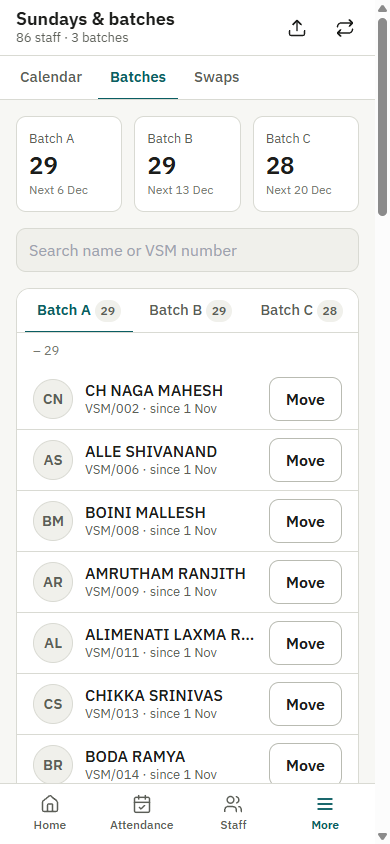 Sundays & batches
86 staff · 3 batches
Calendar Batches Swaps
Batch A Batch B Batch C
29 29 28
Next 6 Dec Next 13 Dec Next 20 Dec
Search name or VSM number
Batch A 29 Batch B 29 Batch C 28
– 29
CN CH NAGA MAHESH Move
VSM/002 · since 1 Nov
AS ALLE SHIVANAND Move
VSM/006 · since 1 Nov
BM BOINI MALLESH Move
VSM/008 · since 1 Nov
AR AMRUTHAM RANJITH Move
VSM/009 · since 1 Nov
AL ALIMENATI LAXMA R... Move
VSM/011 · since 1 Nov
CS CHIKKA SRINIVAS Move
VSM/013 · since 1 Nov
BR BODA RAMYA Move
VSM/014 · since 1 Nov
Home Attendance Staff More